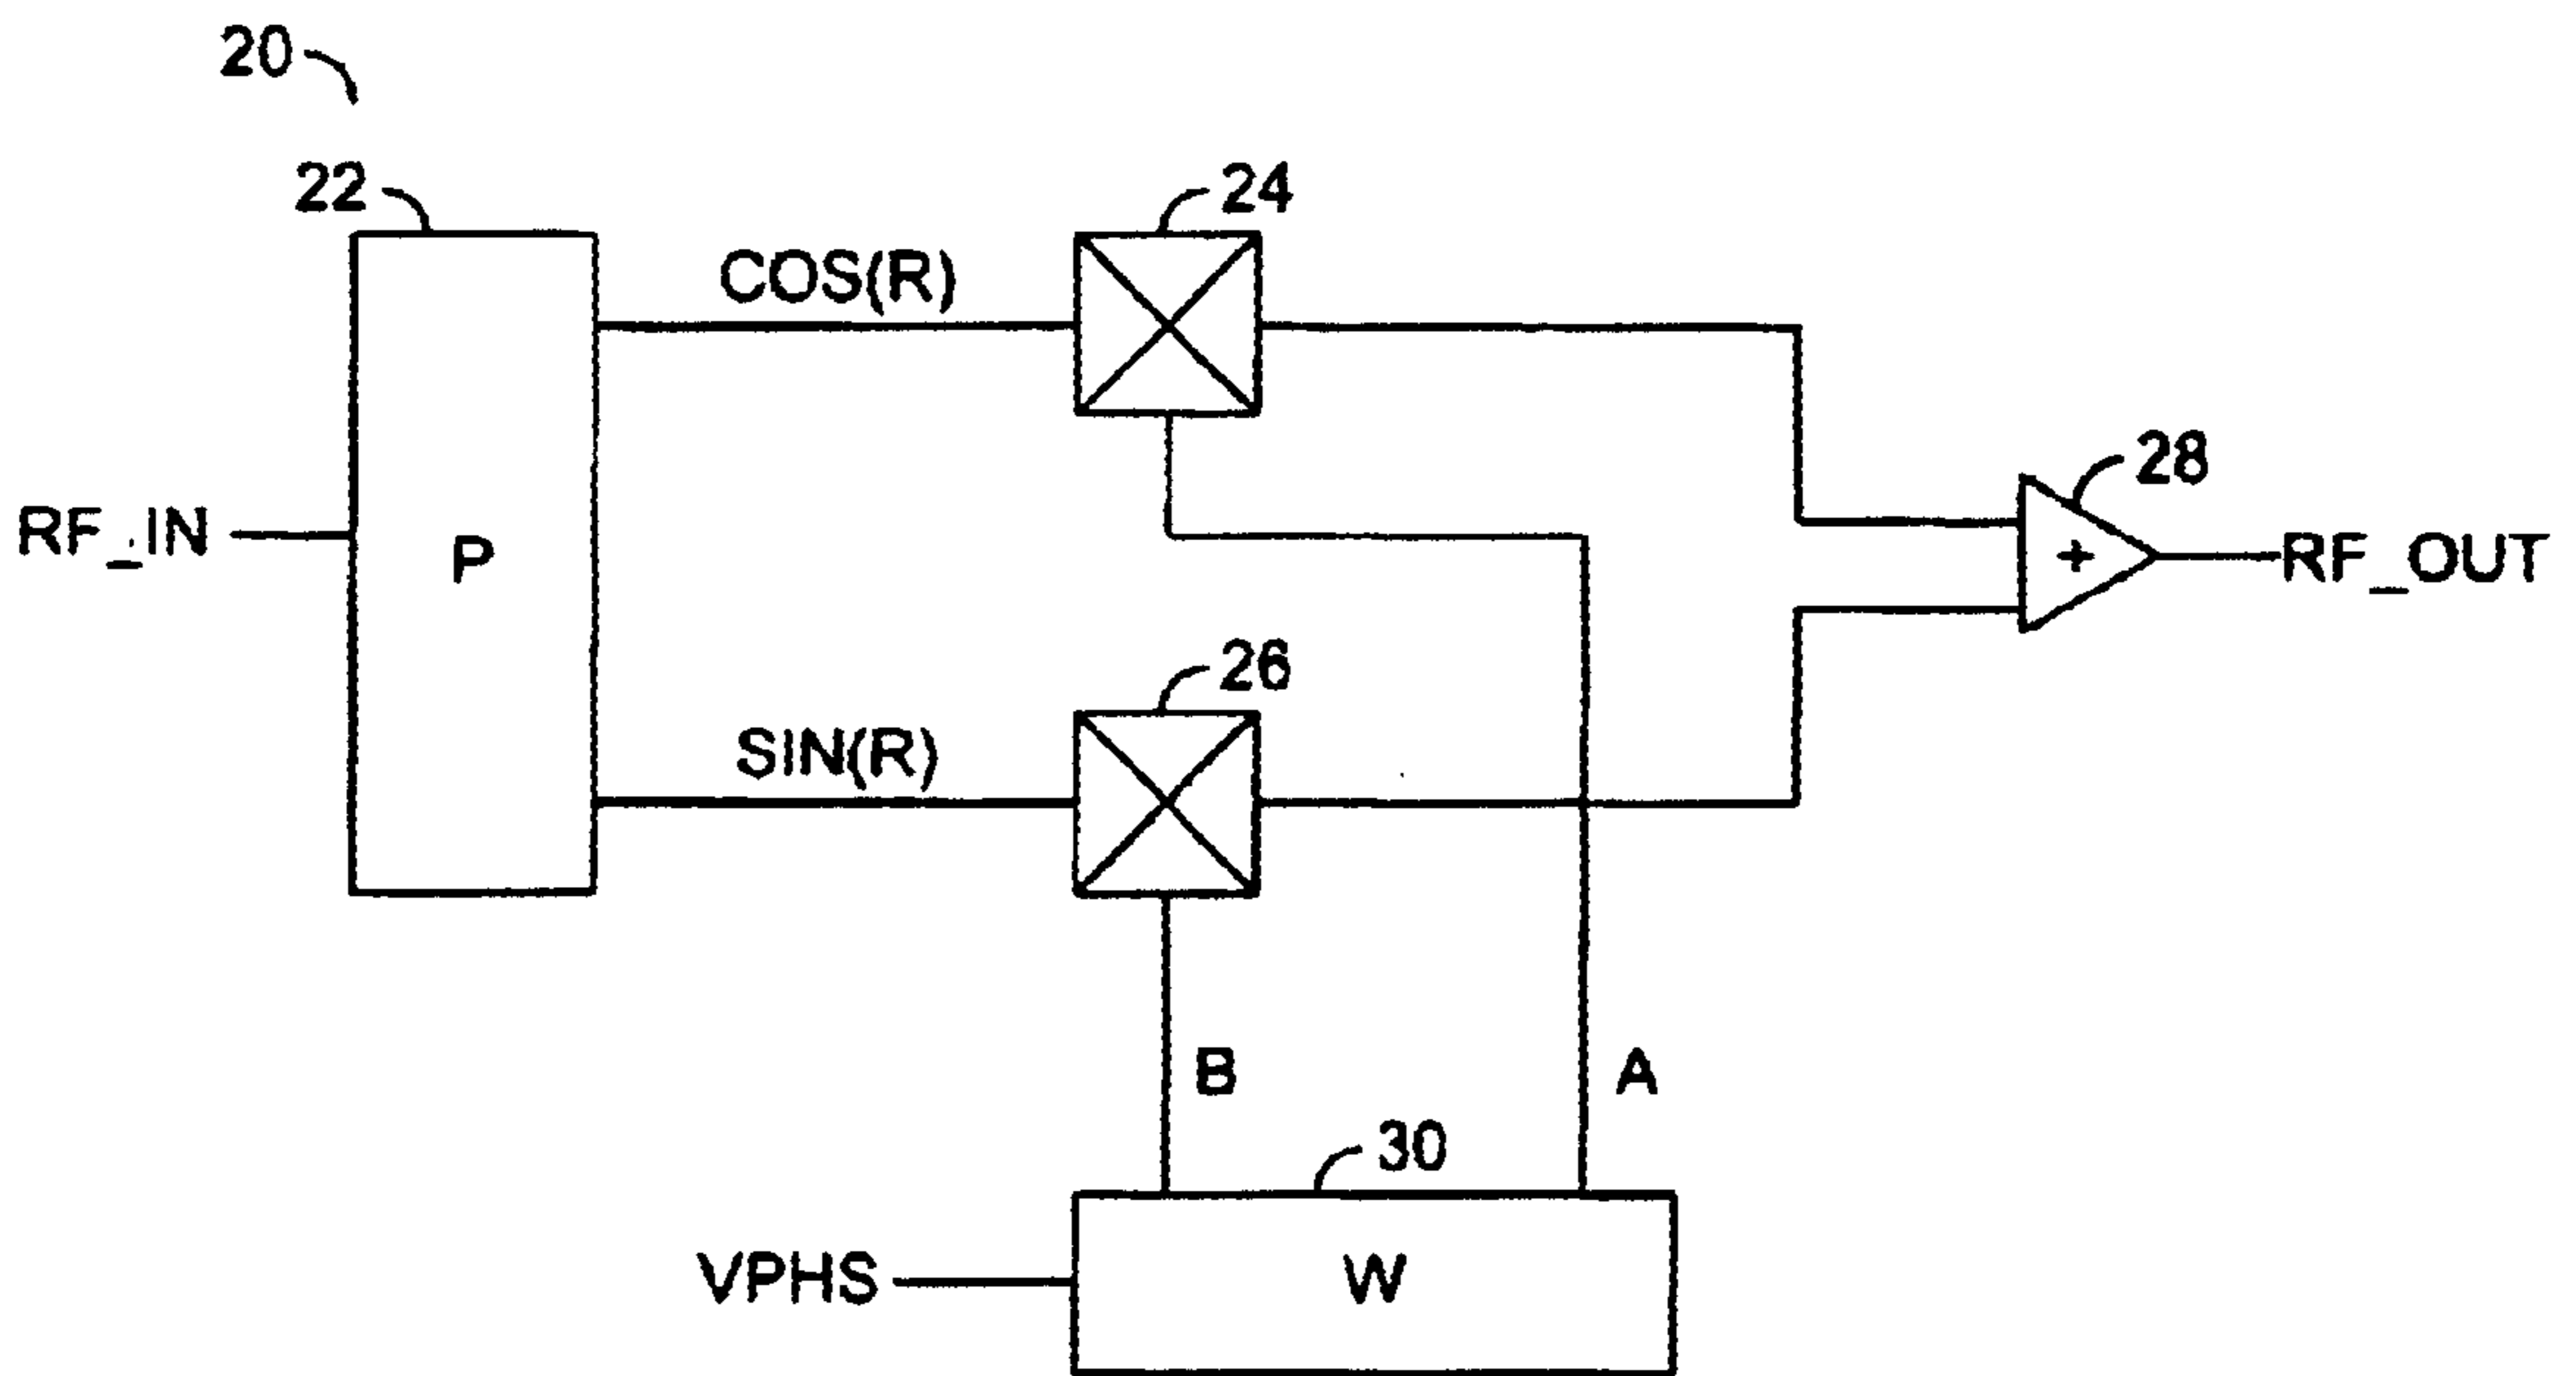 20
22
24
COS(R)
28
RF_IN
P
+
RF_OUT
26
SIN(R)
B
A
30
VPHS
W